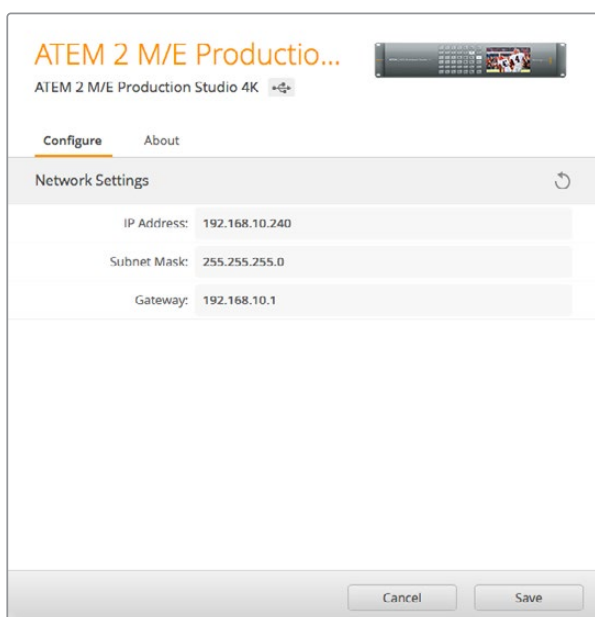 ATEM 2 M/E Productio...
ATEM 2 M/E Production Studio 4K
Configure About
Network Settings
IP Address: 192.168.10.240
Subnet Mask: 255.255.255.0
Gateway: 192.168.10.1
Cancel Save